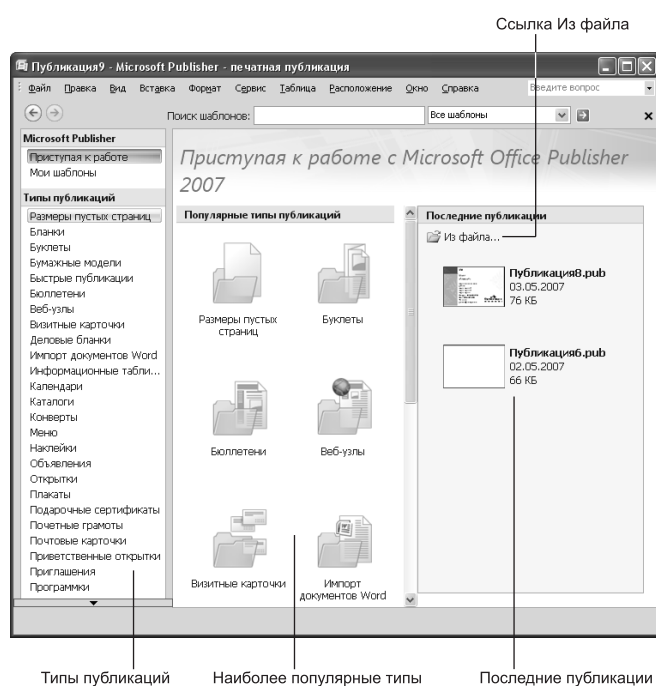 Ссылка Из файла
Публикация9 - Microsoft Publisher - печатная публикация
Файл Правка Вид Вставка Формат Сервис Таблица Расположение Окно Справка Введите вопрос
Поиск шаблонов: Все шаблоны
Microsoft Publisher
Приступая к работе
Мои шаблоны
Типы публикаций
Размеры пустых страниц
Бланки
Буклеты
Бумажные модели
Быстрые публикации
Бюллетени
Веб-узлы
Визитные карточки
Деловые бланки
Импорт документов Word
Информационные табли...
Календари
Каталоги
Конверты
Меню
Наклейки
Объявления
Открытки
Плакаты
Подарочные сертификаты
Почетные грамоты
Почтовые карточки
Приветственные открытки
Приглашения
Программки
Приступая к работе с Microsoft Office Publisher
2007
Популярные типы публикаций
Размеры пустых
страниц
Буклеты
Бюллетени
Веб-узлы
Визитные карточки
Импорт
документов Word
Последние публикации
Из файла...
Публикация8.pub
03.05.2007
76 КБ
Публикация6.pub
02.05.2007
66 КБ
Типы публикаций
Наиболее популярные типы
Последние публикации